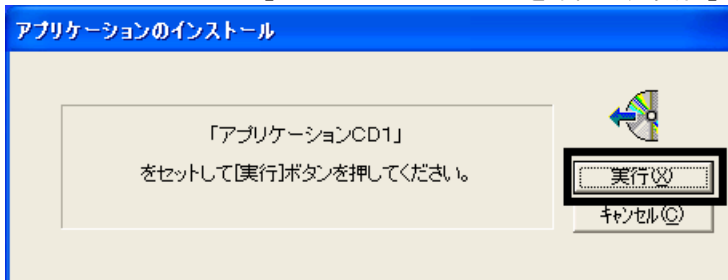 アプリケーションのインストール
「アプリケーションCD1」
をセットして[実行]ボタンを押してください。
実行(X)
キャンセル(C)